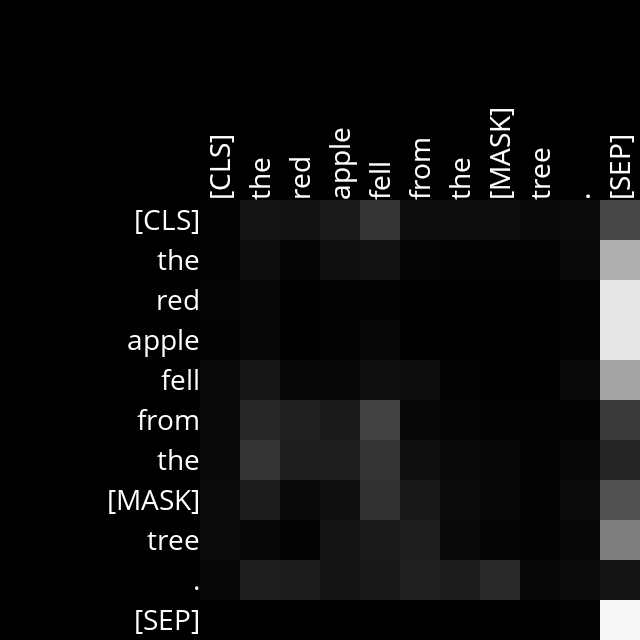 [CLS]
the
red
apple
fell
from
the
[MASK]
tree
.
[SEP]
[CLS]
the
red
apple
fell
from
the
[MASK]
tree
.
[SEP]